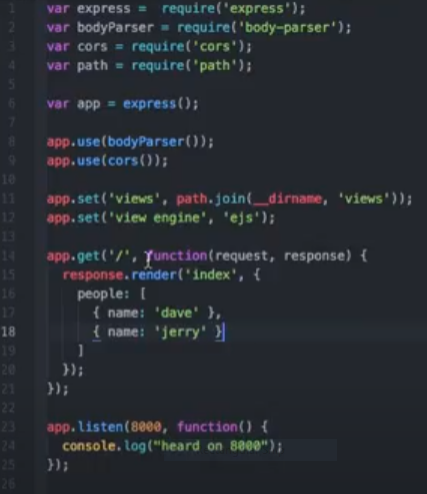 1 var express =  require('express');
2 var bodyParser = require('body-parser');
3 var cors = require('cors');
4 var path = require('path');
5
6 var app = express();
7
8 app.use(bodyParser());
9 app.use(cors());
10
11 app.set('views', path.join(__dirname, 'views'));
12 app.set('view engine', 'ejs');
13
14 app.get('/', function(request, response) {
15   response.render('index', {
16     people: [
17       { name: 'dave' },
18       { name: 'jerry' }
19     ]
20   });
21 });
22
23 app.listen(8000, function() {
24   console.log("heard on 8000");
25 });
26